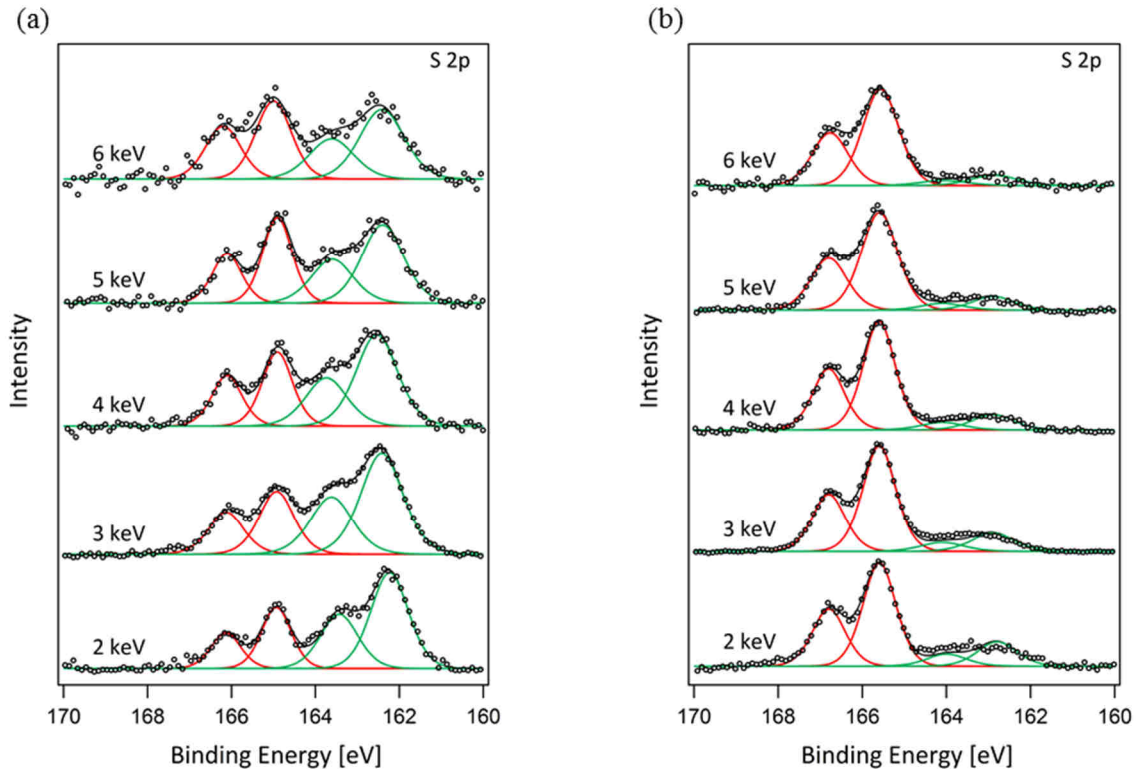 (a)
S 2p
6 keV
5 keV
4 keV
3 keV
2 keV
Intensity
170 168 166 164 162 160
Binding Energy [eV]
(b)
S 2p
6 keV
5 keV
4 keV
3 keV
2 keV
Intensity
170 168 166 164 162 160
Binding Energy [eV]